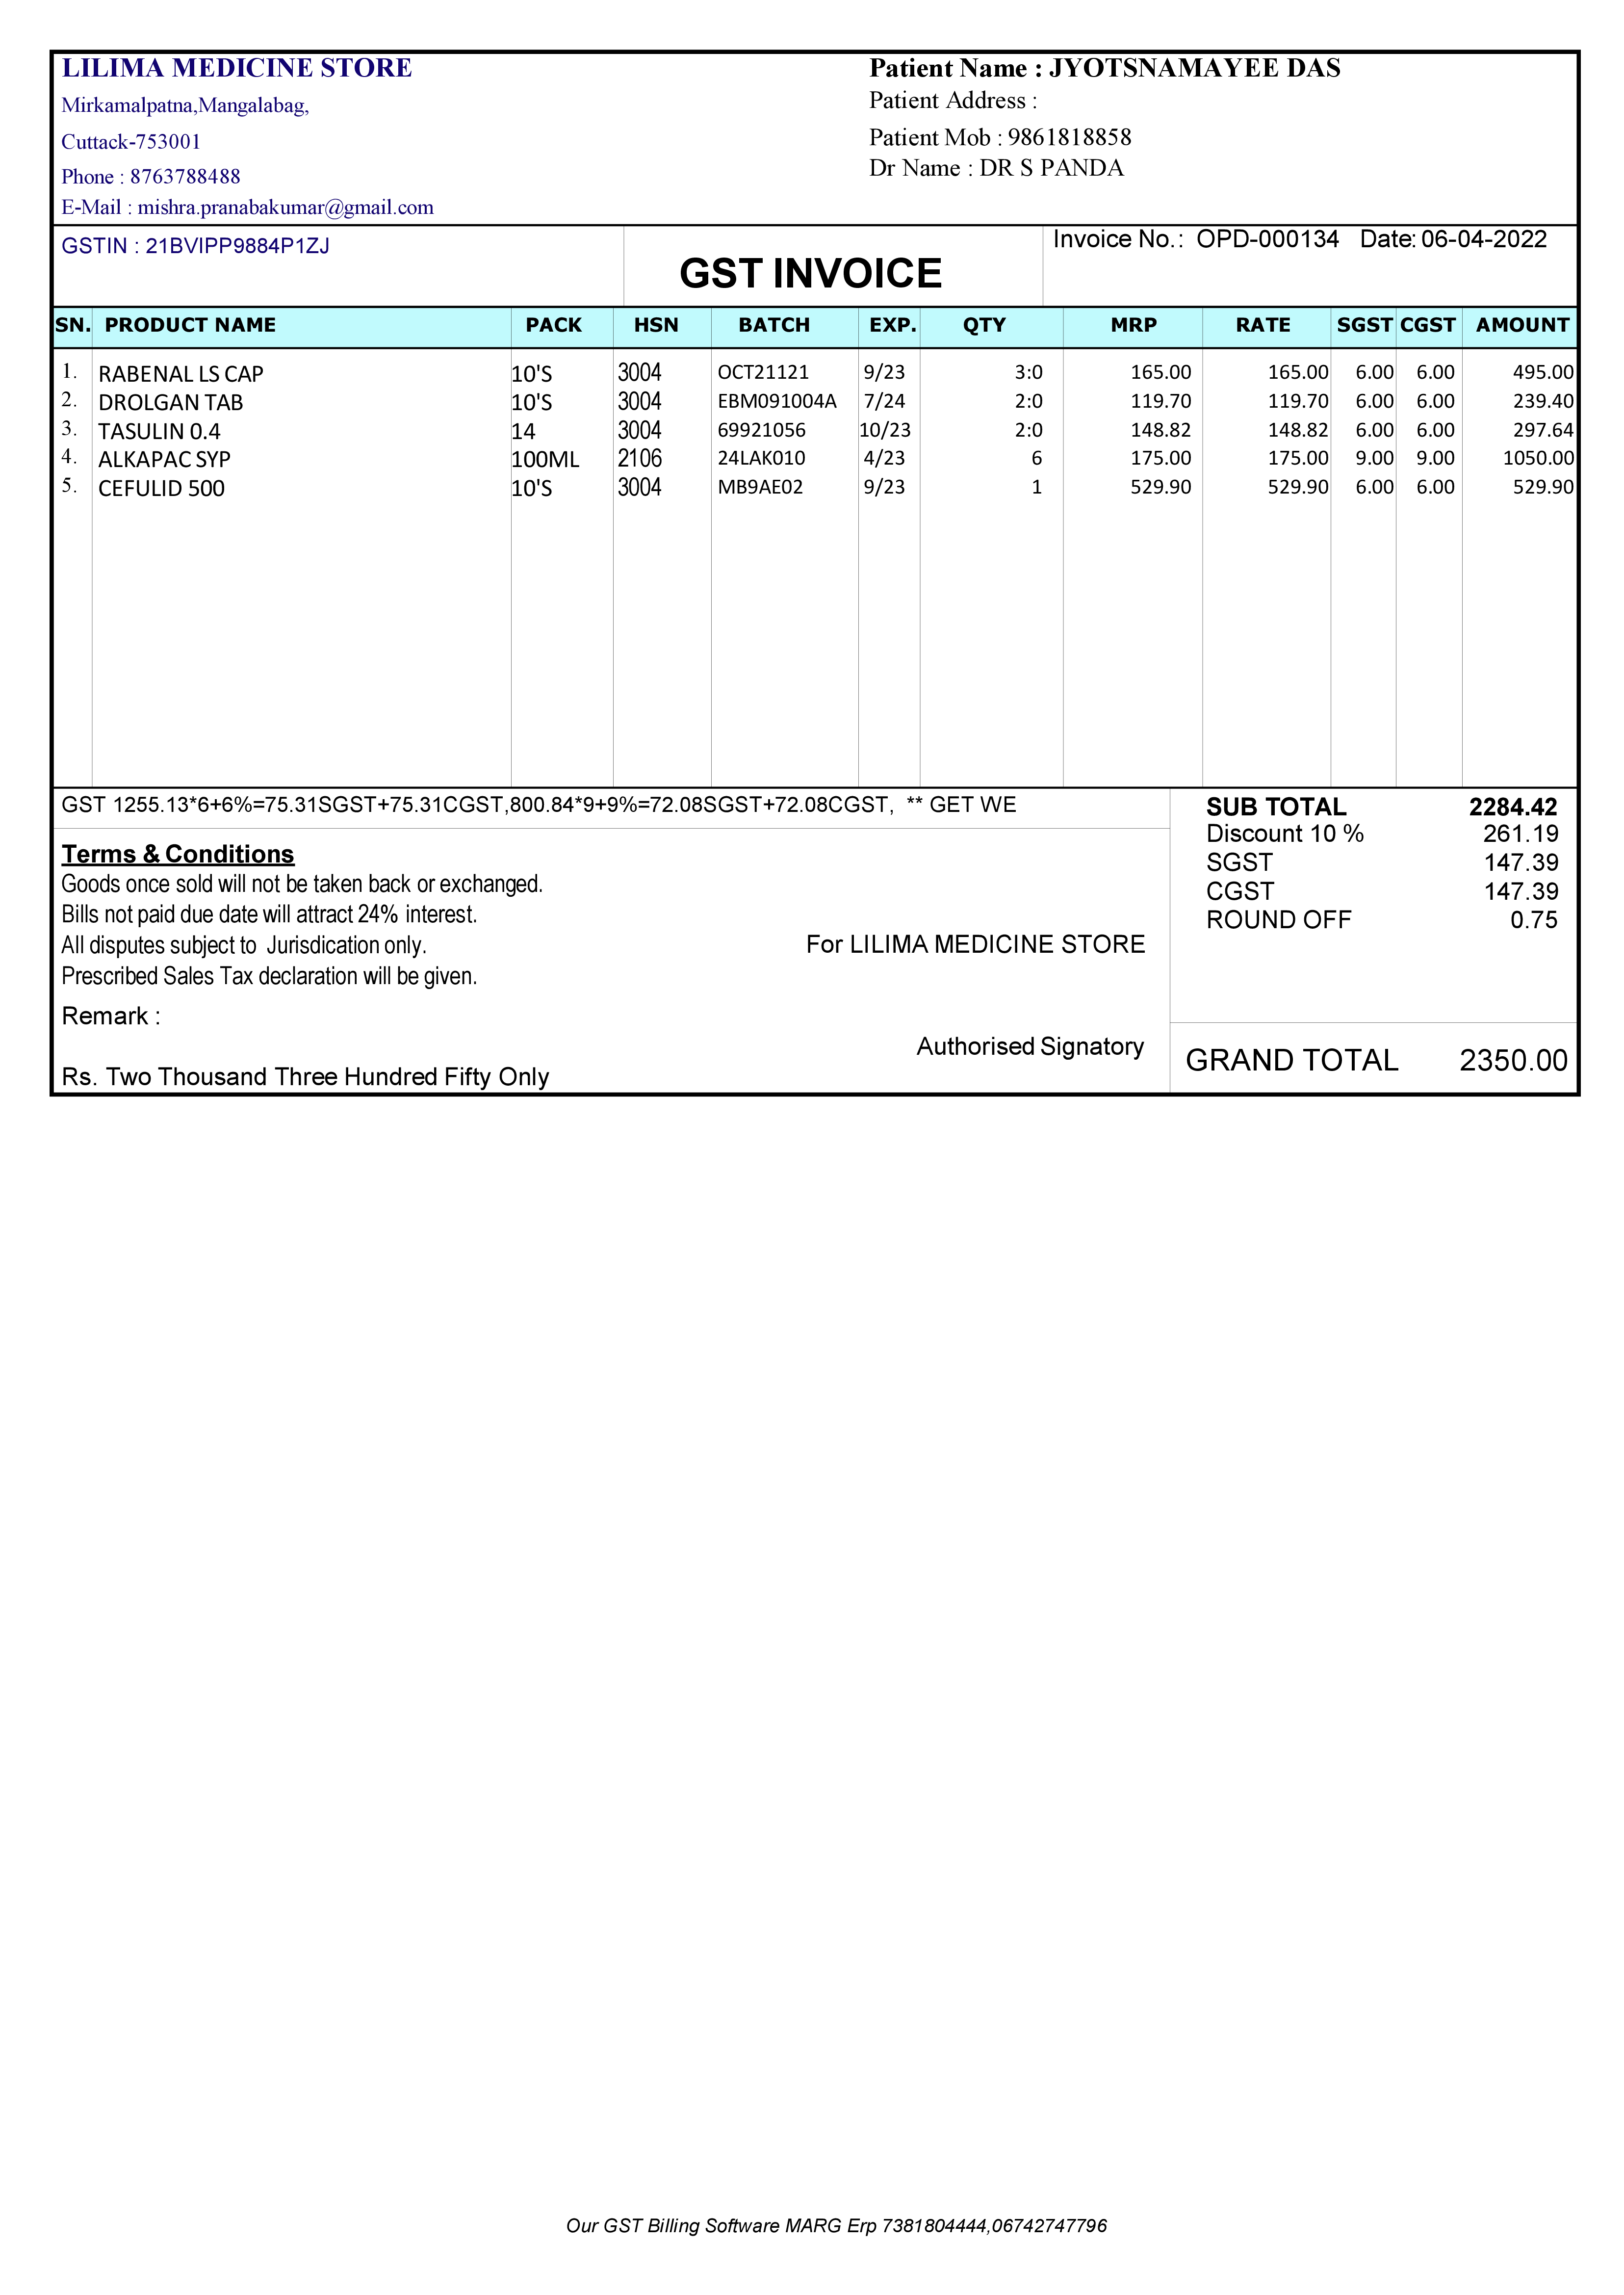 LILIMA MEDICINE STORE
Mirkamalpatna,Mangalabag,
Cuttack-753001
Phone : 8763788488
E-Mail : mishra.pranabakumar@gmail.com
Patient Name : JYOTSNAMAYEE DAS
Patient Address :
Patient Mob : 9861818858
Dr Name : DR S PANDA
GSTIN : 21BVIPP9884P1ZJ
GST INVOICE
Invoice No.: OPD-000134 Date: 06-04-2022
SN. PRODUCT NAME PACK HSN BATCH EXP. QTY MRP RATE SGST CGST AMOUNT
1. RABENAL LS CAP 10'S 3004 OCT21121 9/23 3:0 165.00 165.00 6.00 6.00 495.00
2. DROLGAN TAB 10'S 3004 EBM091004A 7/24 2:0 119.70 119.70 6.00 6.00 239.40
3. TASULIN 0.4 14 3004 69921056 10/23 2:0 148.82 148.82 6.00 6.00 297.64
4. ALKAPAC SYP 100ML 2106 24LAK010 4/23 6 175.00 175.00 9.00 9.00 1050.00
5. CEFULID 500 10'S 3004 MB9AE02 9/23 1 529.90 529.90 6.00 6.00 529.90
GST 1255.13*6+6%=75.31SGST+75.31CGST,800.84*9+9%=72.08SGST+72.08CGST, ** GET WE
Terms & Conditions
Goods once sold will not be taken back or exchanged.
Bills not paid due date will attract 24% interest.
All disputes subject to Jurisdication only.
Prescribed Sales Tax declaration will be given.
Remark :
Rs. Two Thousand Three Hundred Fifty Only
For LILIMA MEDICINE STORE
Authorised Signatory
SUB TOTAL 2284.42
Discount 10 % 261.19
SGST 147.39
CGST 147.39
ROUND OFF 0.75
GRAND TOTAL 2350.00
Our GST Billing Software MARG Erp 7381804444,06742747796